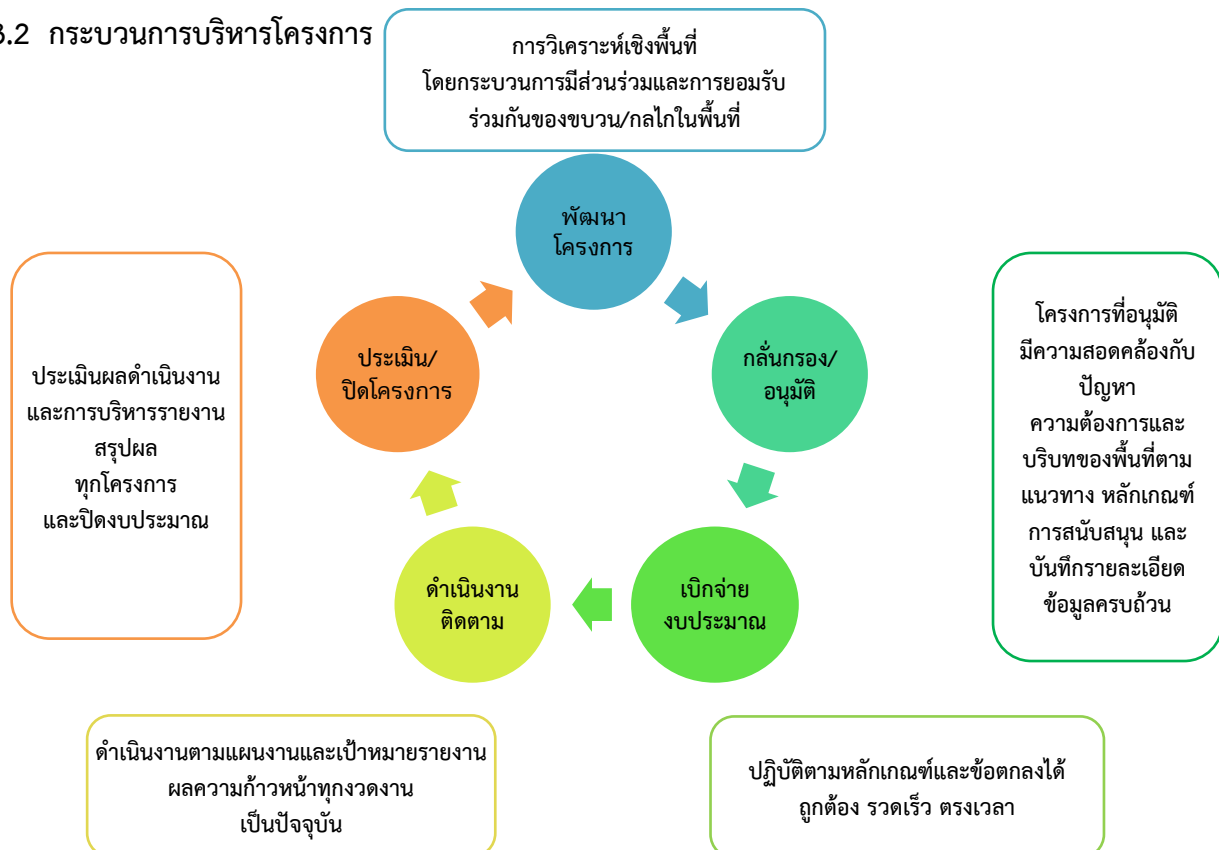 3.2 กระบวนการบริหารโครงการ
การวิเคราะห์เชิงพื้นที่
โดยกระบวนการมีส่วนร่วมและการยอมรับ
ร่วมกันของขบวน/กลไกในพื้นที่
พัฒนา
โครงการ
กลั่นกรอง/
อนุมัติ
โครงการที่อนุมัติ
มีความสอดคล้องกับ
ปัญหา
ความต้องการและ
บริบทของพื้นที่ตาม
แนวทาง หลักเกณฑ์
การสนับสนุน และ
บันทึกรายละเอียด
ข้อมูลครบถ้วน
เบิกจ่าย
งบประมาณ
ปฏิบัติตามหลักเกณฑ์และข้อตกลงได้
ถูกต้อง รวดเร็ว ตรงเวลา
ดำเนินงาน
ติดตาม
ดำเนินงานตามแผนงานและเป้าหมายรายงาน
ผลความก้าวหน้าทุกงวดงาน
เป็นปัจจุบัน
ประเมิน/
ปิดโครงการ
ประเมินผลดำเนินงาน
และการบริหารรายงาน
สรุปผล
ทุกโครงการ
และปิดงบประมาณ